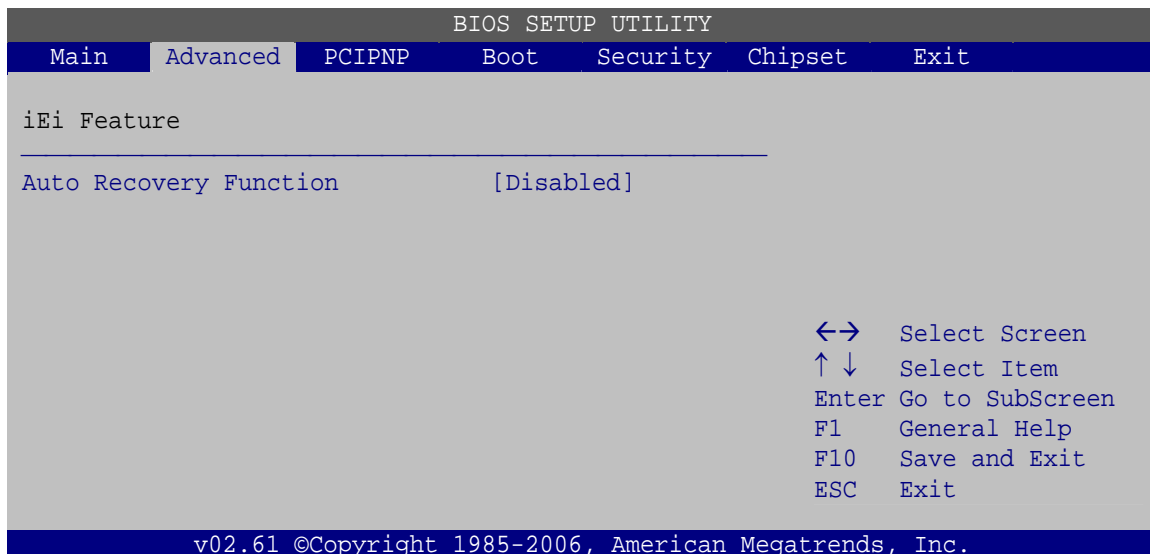 BIOS SETUP UTILITY
Main Advanced PCIPNP Boot Security Chipset Exit
iEi Feature
Auto Recovery Function [Disabled]
←→ Select Screen
↑ ↓ Select Item
Enter Go to SubScreen
F1 General Help
F10 Save and Exit
ESC Exit
v02.61 ©Copyright 1985-2006, American Megatrends, Inc.